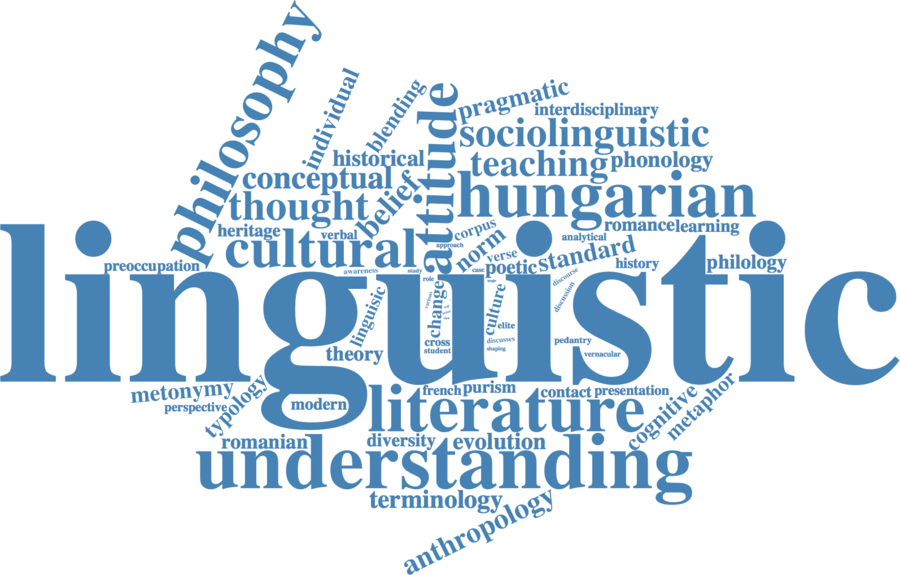 philosophy
individual
blending
attitude
pragmatic
interdisciplinary
sociolinguistic
historical
teaching
phonology
conceptual
belief
hungarian
thought
heritage
verbal
cultural
corpus
romance
learning
approach
norm
analytical
verse
standard
preoccupation
awareness
study
case
poetic
history
philology
role
discourse
linguistic
linguisic
change
culture
discussion
elite
cross
discusses
pedantry
student
shaping
vernacular
theory
metonymy
typology
french
purism
contact
presentation
perspective
modern
literature
cognitive
metaphor
romanian
diversity
evolution
understanding
terminology
anthropology